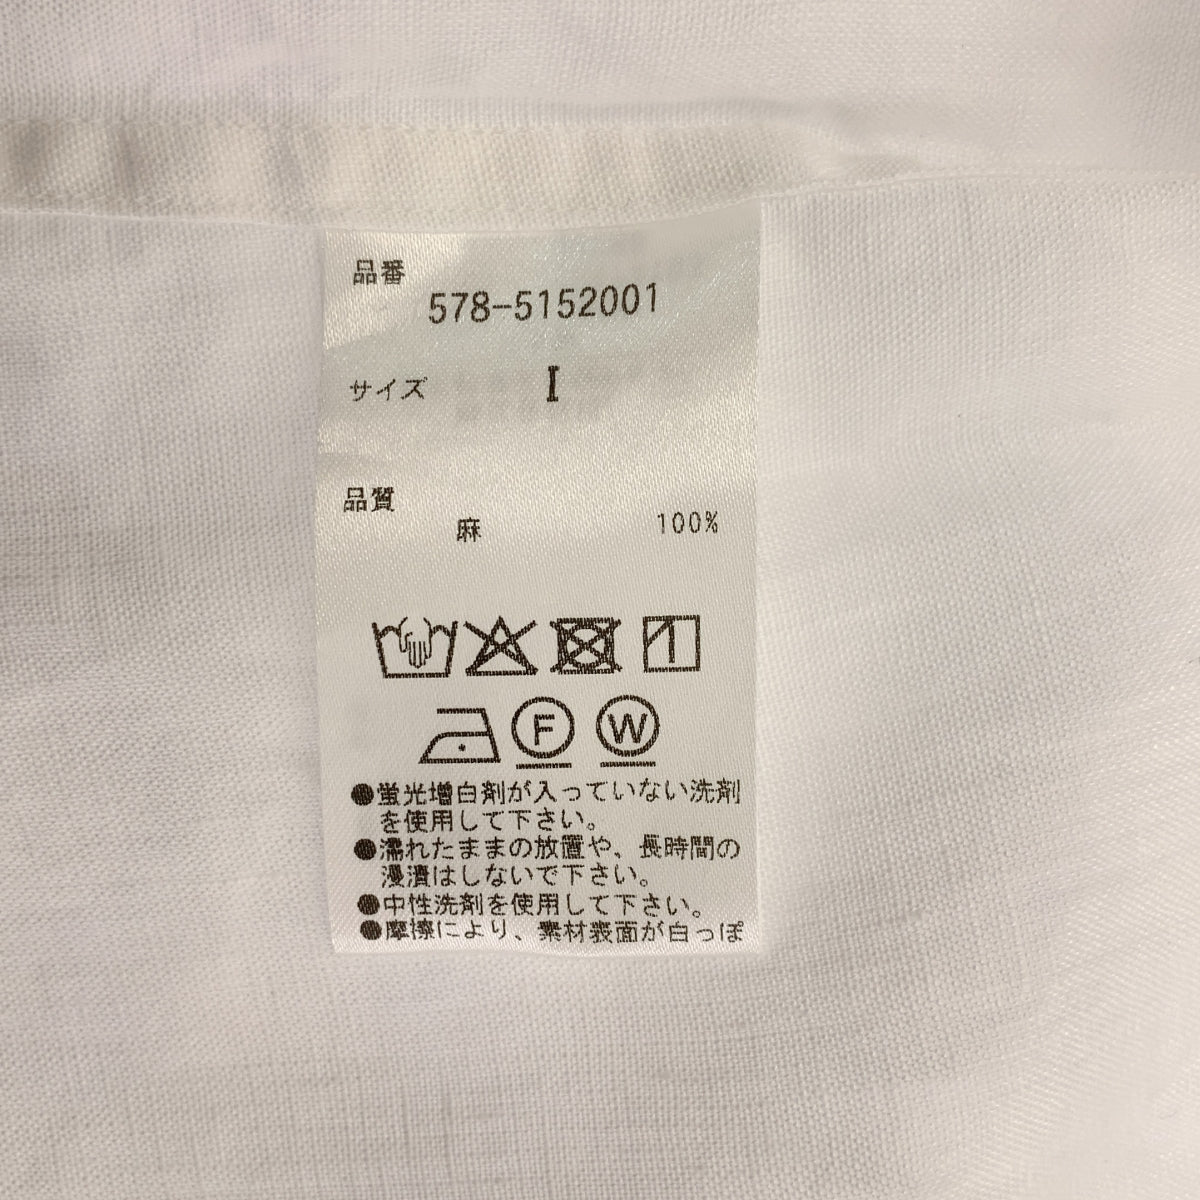 品番
578-5152001
サイズ I
品質
麻 100%
F W
●蛍光増白剤が入っていない洗剤
を使用して下さい。
●濡れたままの放置や、長時間の
浸漬はしないで下さい。
●中性洗剤を使用して下さい。
●摩擦により、素材表面が白っぽ